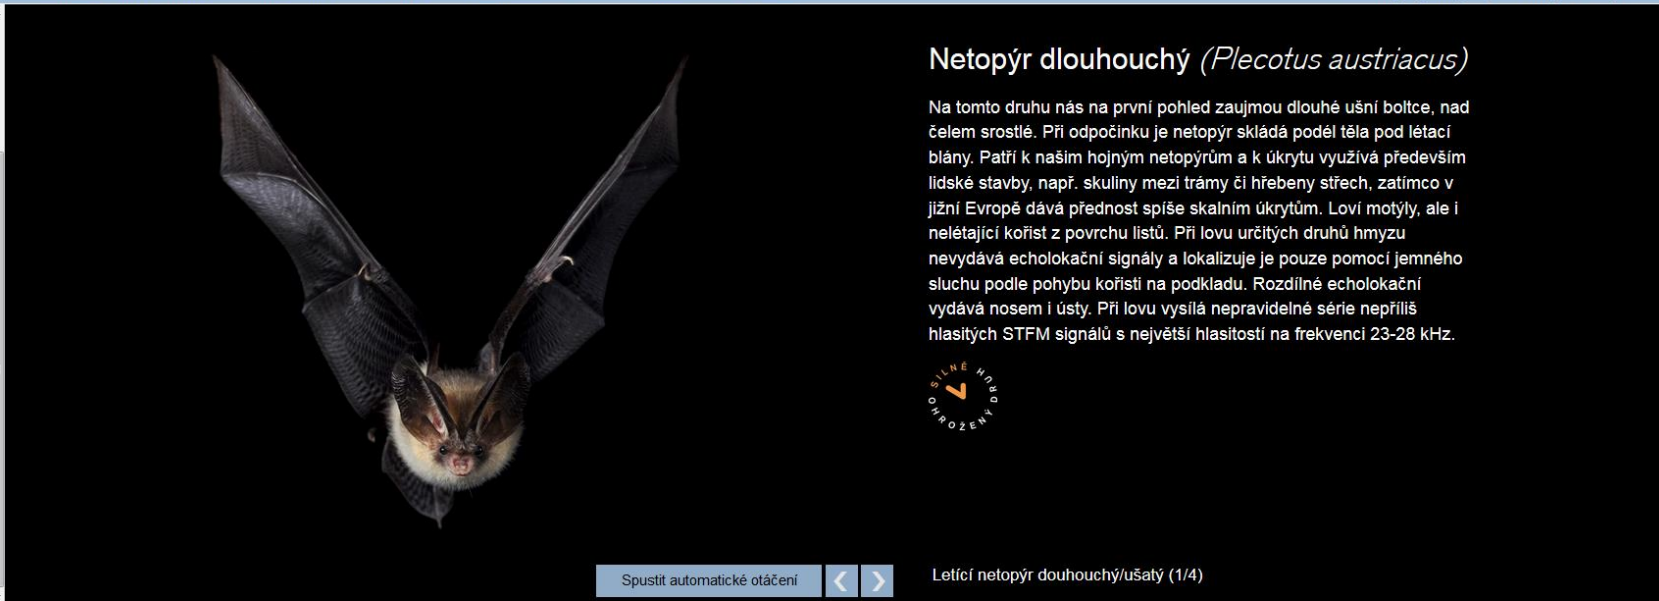 Netopýr dlouhouchý (Plecotus austriacus)
Na tomto druhu nás na první pohled zaujmou dlouhé ušní boltce, nad
čelem srostlé. Při odpočinku je netopýr skládá podél těla pod létací
blány. Patří k našim hojným netopýrům a k úkrytu využívá především
lidské stavby, např. skuliny mezi trámy či hřebeny střech, zatímco v
jižní Evropě dává přednost spíše skalním úkrytům. Loví motýly, ale i
nelétající kořist z povrchu listů. Při lovu určitých druhů hmyzu
nevydává echolokační signály a lokalizuje je pouze pomocí jemného
sluchu podle pohybu kořisti na podkladu. Rozdílné echolokační
vydává nosem i ústy. Při lovu vysílá nepravidelné série nepříliš
hlasitých STFM signálů s největší hlasitostí na frekvenci 23-28 kHz.
SILNĚ OHROŽENÝ DRUH
Spustit automatické otáčení
Letící netopýr douhouchý/ušatý (1/4)